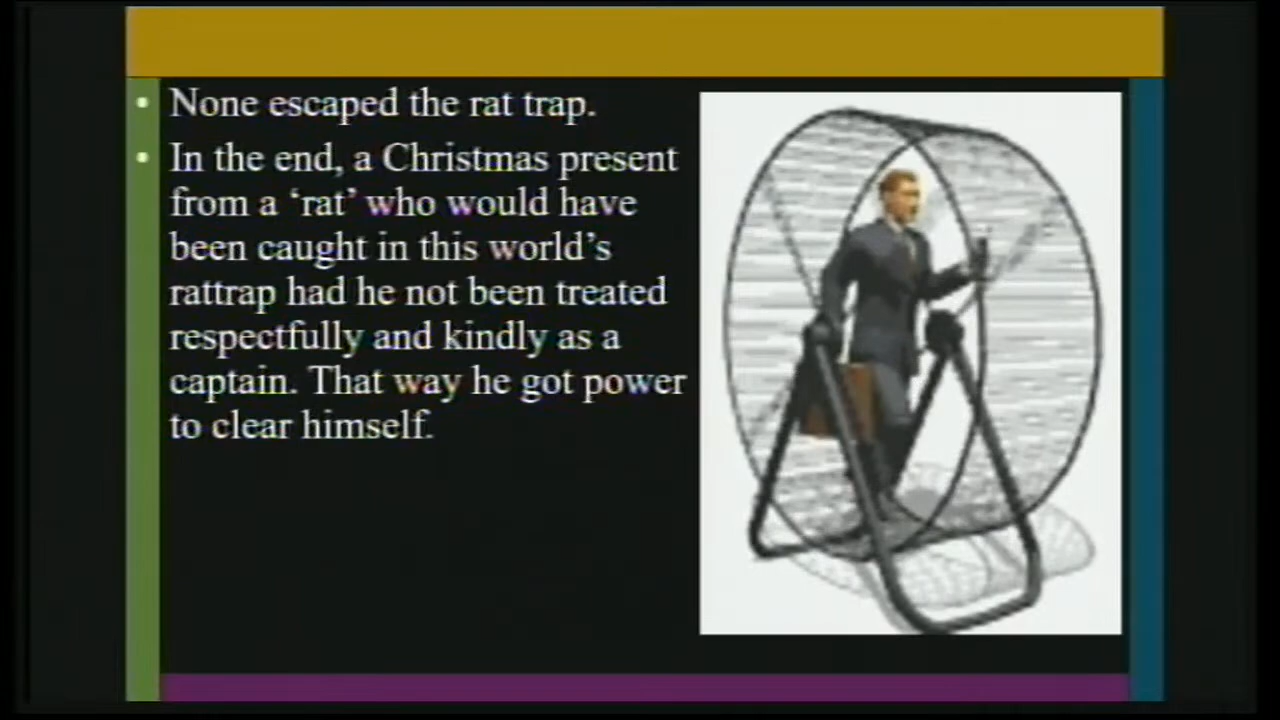 • None escaped the rat trap.
• In the end, a Christmas present
from a ‘rat’ who would have
been caught in this world’s
rattrap had he not been treated
respectfully and kindly as a
captain. That way he got power
to clear himself.